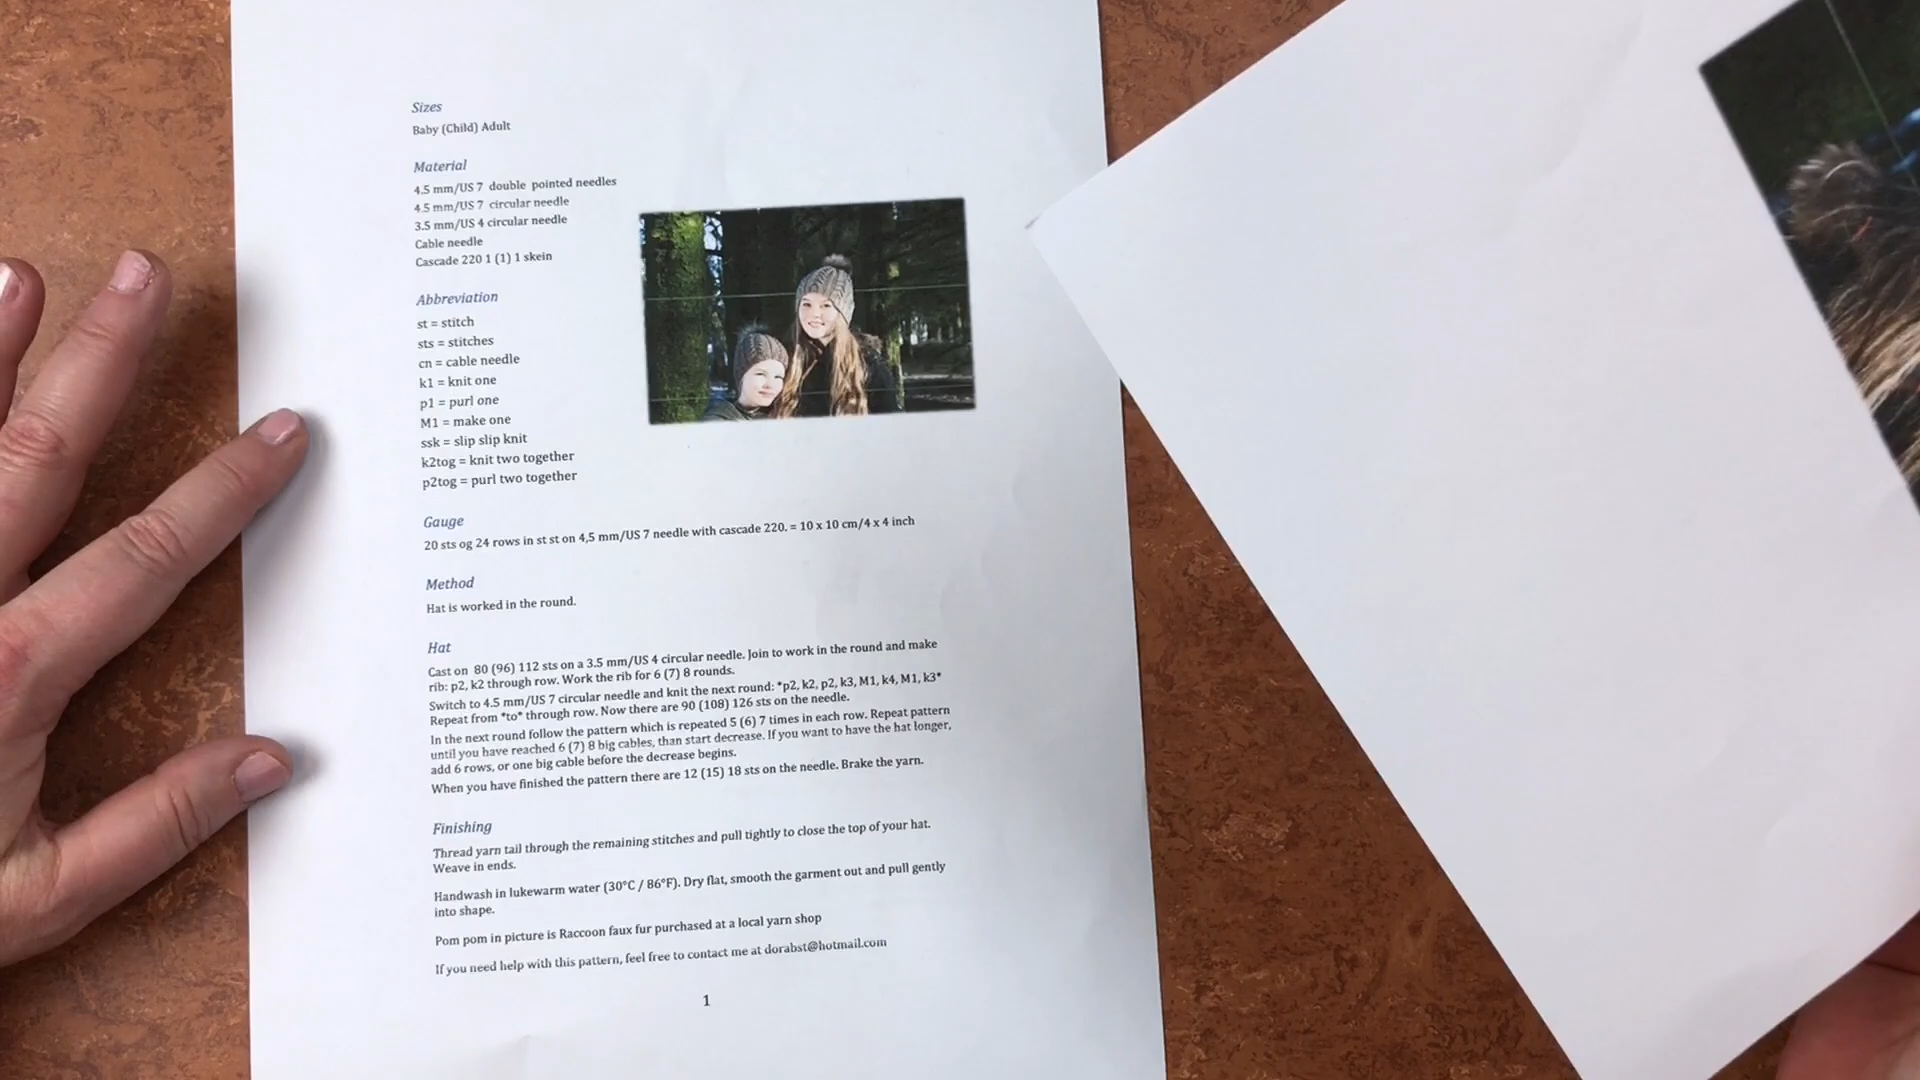 Sizes
Baby (Child) Adult
Material
4.5 mm/US 7 double pointed needles
4.5 mm/US 7 circular needle
3.5 mm/US 4 circular needle
Cable needle
Cascade 220 1 (1) 1 skein
Abbreviation
st = stitch
sts = stitches
cn = cable needle
k1 = knit one
p1 = purl one
M1 = make one
ssk = slip slip knit
k2tog = knit two together
p2tog = purl two together
Gauge
20 sts og 24 rows in st st on 4,5 mm/US 7 needle with cascade 220. = 10 x 10 cm/4 x 4 inch
Method
Hat is worked in the round.
Hat
Cast on 80 (96) 112 sts on a 3.5 mm/US 4 circular needle. Join to work in the round and make
rib: p2, k2 through row. Work the rib for 6 (7) 8 rounds.
Switch to 4.5 mm/US 7 circular needle and knit the next round: *p2, k2, p2, k3, M1, k4, M1, k3*
Repeat from *to* through row. Now there are 90 (108) 126 sts on the needle.
In the next round follow the pattern which is repeated 5 (6) 7 times in each row. Repeat pattern
until you have reached 6 (7) 8 big cables, than start decrease. If you want to have the hat longer,
add 6 rows, or one big cable before the decrease begins.
When you have finished the pattern there are 12 (15) 18 sts on the needle. Brake the yarn.
Finishing
Thread yarn tail through the remaining stitches and pull tightly to close the top of your hat.
Weave in ends.
Handwash in lukewarm water (30°C / 86°F). Dry flat, smooth the garment out and pull gently
into shape.
Pom pom in picture is Raccoon faux fur purchased at a local yarn shop
If you need help with this pattern, feel free to contact me at dorabst@hotmail.com
1